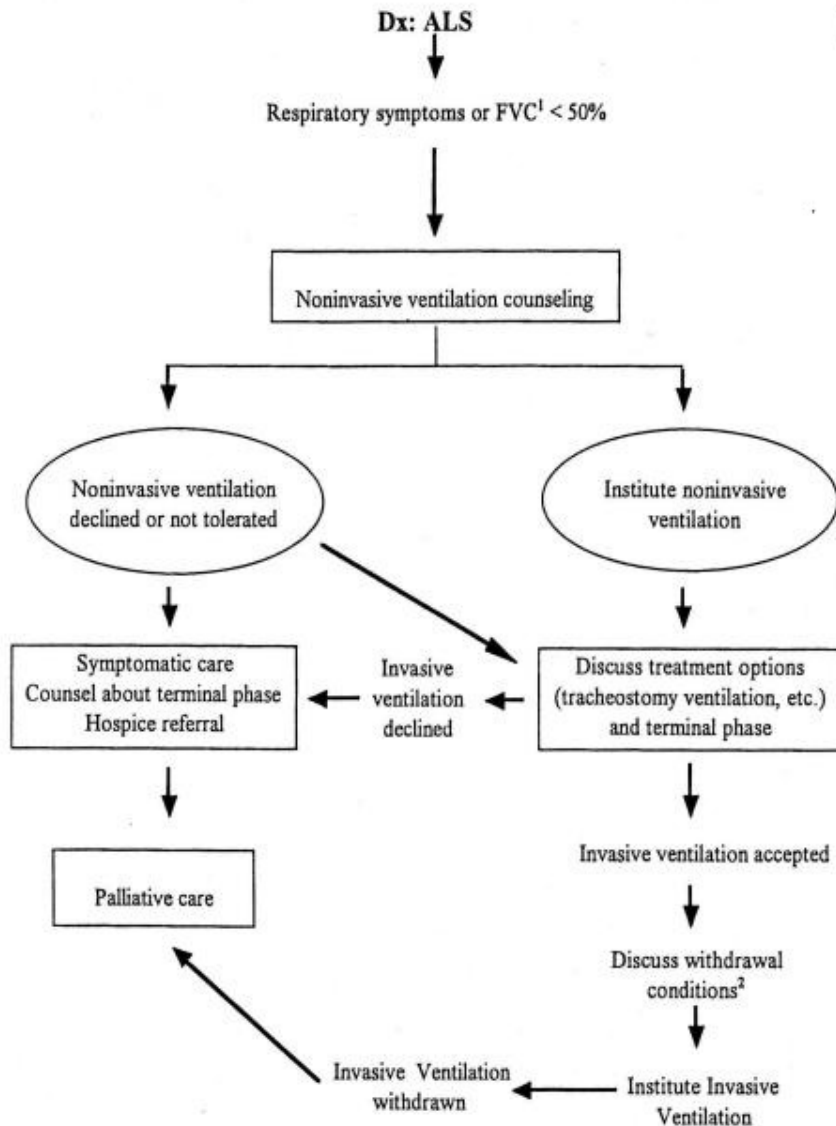 Dx: ALS
Respiratory symptoms or FVC¹ < 50%
Noninvasive ventilation counseling
Noninvasive ventilation
declined or not tolerated
Institute noninvasive
ventilation
Symptomatic care
Counsel about terminal phase
Hospice referral
Invasive
ventilation
declined
Discuss treatment options
(tracheostomy ventilation, etc.)
and terminal phase
Invasive ventilation accepted
Palliative care
Discuss withdrawal
conditions²
Invasive Ventilation
withdrawn
Institute Invasive
Ventilation